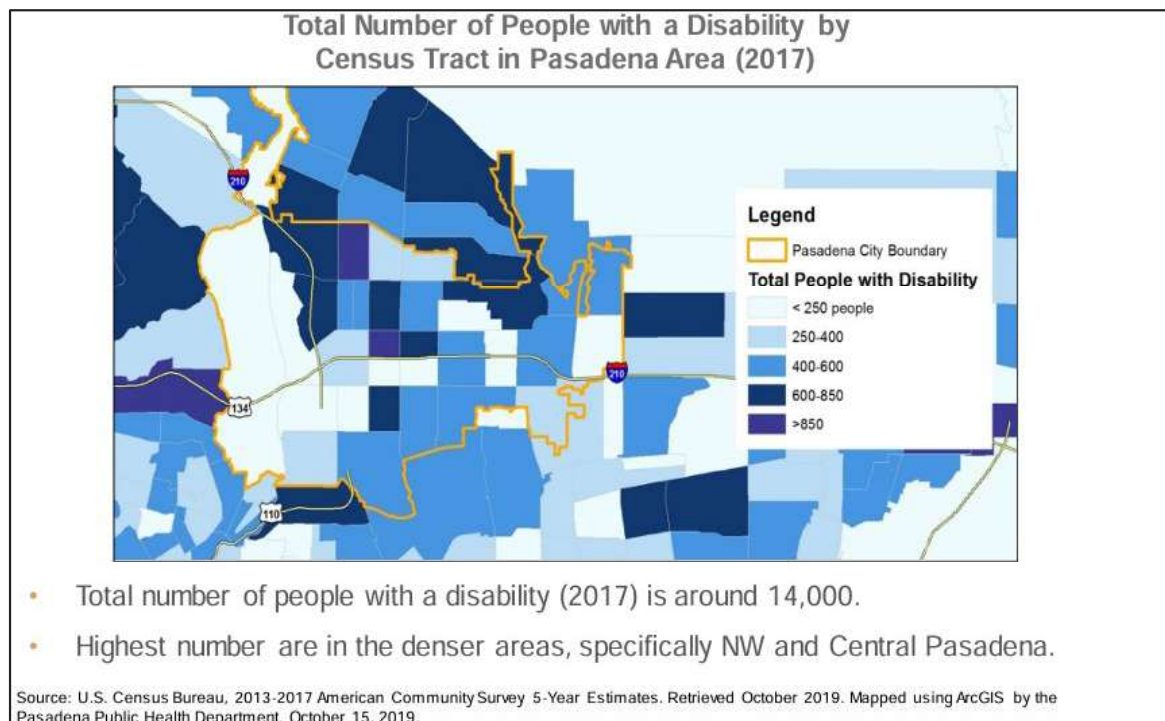 Total Number of People with a Disability by
Census Tract in Pasadena Area (2017)
210
Legend
Pasadena City Boundary
Total People with Disability
< 250 people
250-400
400-600
600-850
>850
210
134
110
• Total number of people with a disability (2017) is around 14,000.
• Highest number are in the denser areas, specifically NW and Central Pasadena.
Source: U.S. Census Bureau, 2013-2017 American Community Survey 5-Year Estimates. Retrieved October 2019. Mapped using ArcGIS by the
Pasadena Public Health Department, October 15, 2019.